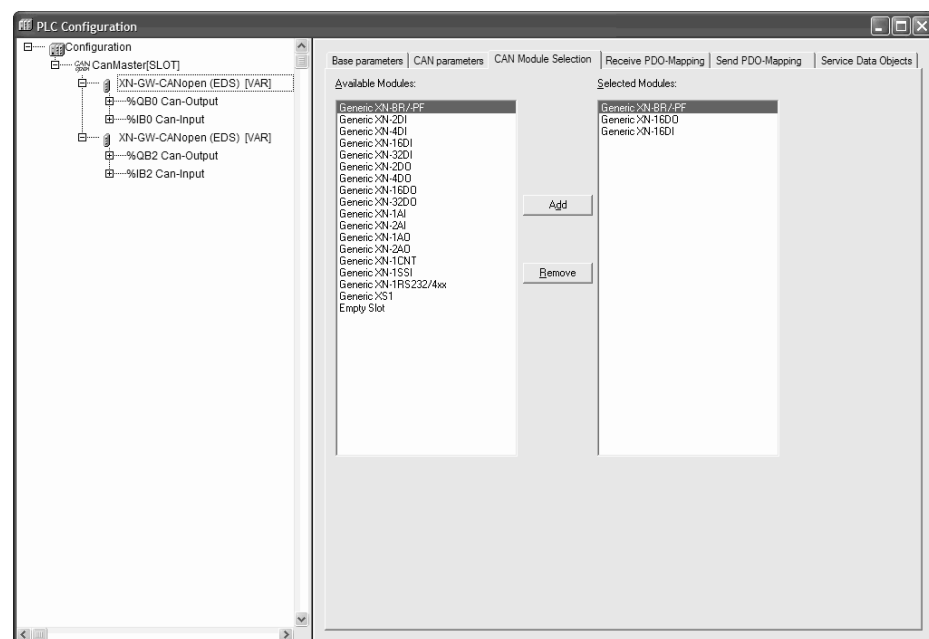 PLC Configuration
Configuration
CAN CanMaster[SLOT]
XN-GW-CANopen (EDS) [VAR]
%QB0 Can-Output
%IB0 Can-Input
XN-GW-CANopen (EDS) [VAR]
%QB2 Can-Output
%IB2 Can-Input
Base parameters CAN parameters CAN Module Selection Receive PDO-Mapping Send PDO-Mapping Service Data Objects
Available Modules:
Generic XN-BR/-PF
Generic XN-2DI
Generic XN-4DI
Generic XN-16DI
Generic XN-32DI
Generic XN-2DO
Generic XN-4DO
Generic XN-16DO
Generic XN-32DO
Generic XN-1AI
Generic XN-2AI
Generic XN-1AO
Generic XN-2AO
Generic XN-1CNT
Generic XN-1SSI
Generic XN-1RS232/4xx
Generic XS1
Empty Slot
Add
Remove
Selected Modules:
Generic XN-BR/-PF
Generic XN-16DO
Generic XN-16DI